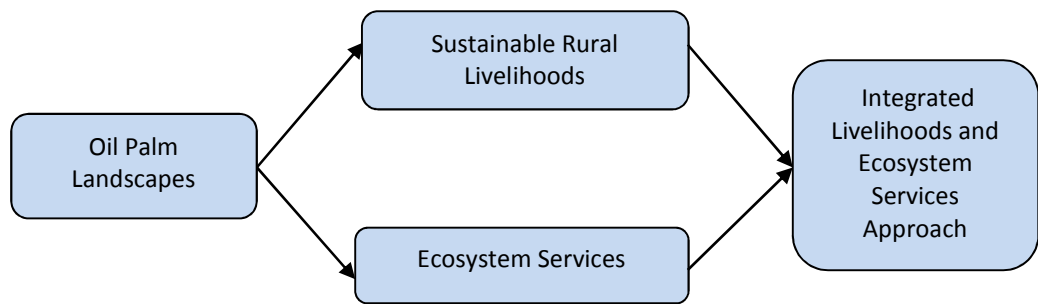 Sustainable Rural
Livelihoods
Oil Palm
Landscapes
Integrated
Livelihoods and
Ecosystem
Services
Approach
Ecosystem Services